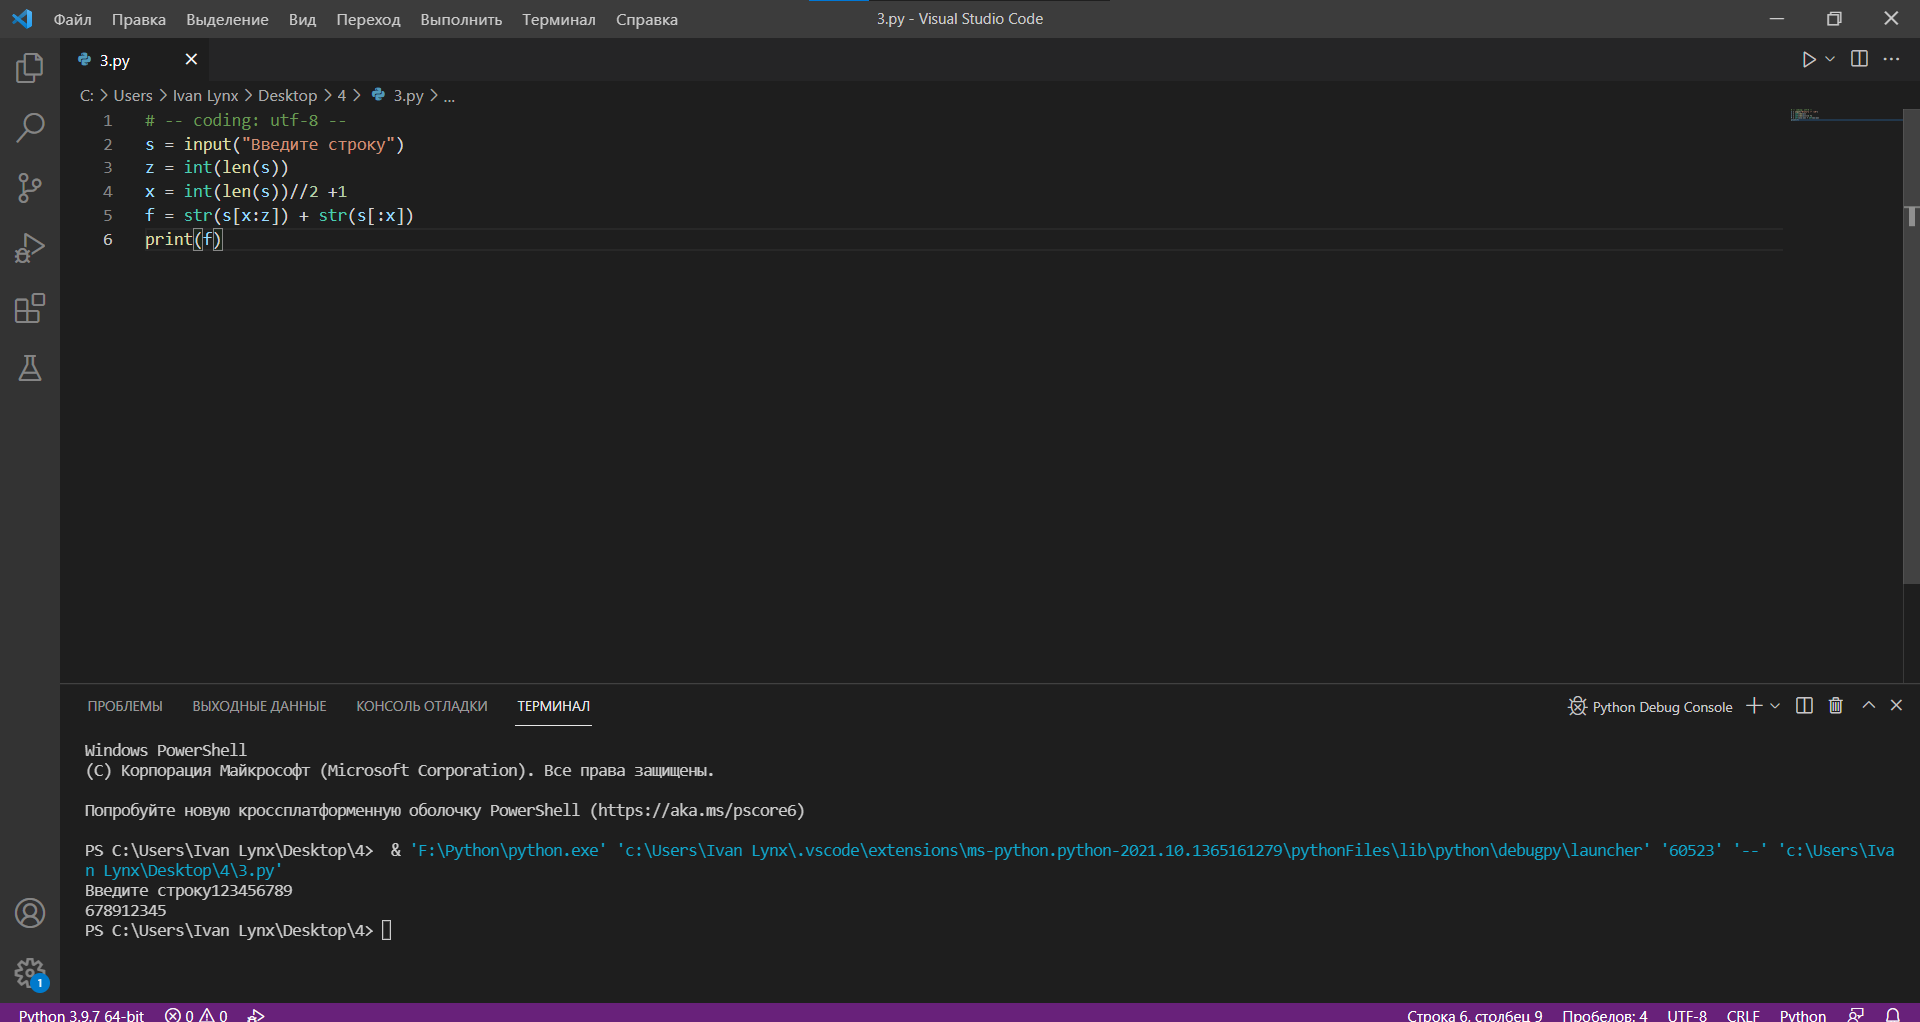 Файл Правка Выделение Вид Переход Выполнить Терминал Справка 3.py - Visual Studio Code
3.py
C: > Users > Ivan Lynx > Desktop > 4 > 3.py > ...
1 # -- coding: utf-8 --
2 s = input("Введите строку")
3 z = int(len(s))
4 x = int(len(s))//2 +1
5 f = str(s[x:z]) + str(s[:x])
6 print(f)
ПРОБЛЕМЫ ВЫХОДНЫЕ ДАННЫЕ КОНСОЛЬ ОТЛАДКИ ТЕРМИНАЛ Python Debug Console
Windows PowerShell
(C) Корпорация Майкрософт (Microsoft Corporation). Все права защищены.
Попробуйте новую кроссплатформенную оболочку PowerShell (https://aka.ms/pscore6)
PS C:\Users\Ivan Lynx\Desktop\4>  & 'F:\Python\python.exe' 'c:\Users\Ivan Lynx\.vscode\extensions\ms-python.python-2021.10.1365161279\pythonFiles\lib\python\debugpy\launcher' '60523' '--' 'c:\Users\Iva
n Lynx\Desktop\4\3.py'
Введите строку123456789
678912345
PS C:\Users\Ivan Lynx\Desktop\4>
1
Python 3.9.7 64-bit 0 0 Строка 6, столбец 9 Пробелов: 4 UTF-8 CRLF Python